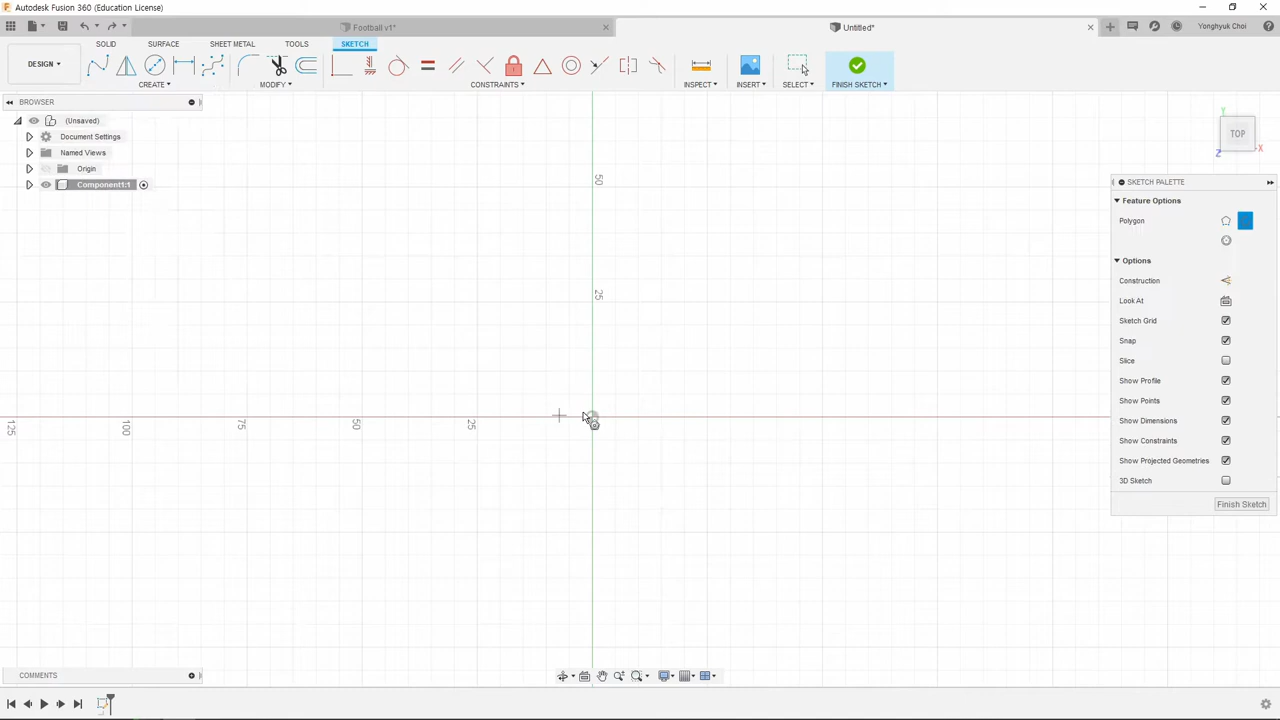 Autodesk Fusion 360 (Education License)
Football v1*
Untitled*
Yonghyuk Choi
SOLID
SURFACE
SHEET METAL
TOOLS
SKETCH
DESIGN
CREATE
MODIFY
CONSTRAINTS
INSPECT
INSERT
SELECT
FINISH SKETCH
BROWSER
(Unsaved)
Document Settings
Named Views
Origin
Component1:1
Y
TOP
X
Z
50
25
125
100
75
50
25
SKETCH PALETTE
Feature Options
Polygon
Options
Construction
Look At
Sketch Grid
Snap
Slice
Show Profile
Show Points
Show Dimensions
Show Constraints
Show Projected Geometries
3D Sketch
Finish Sketch
COMMENTS